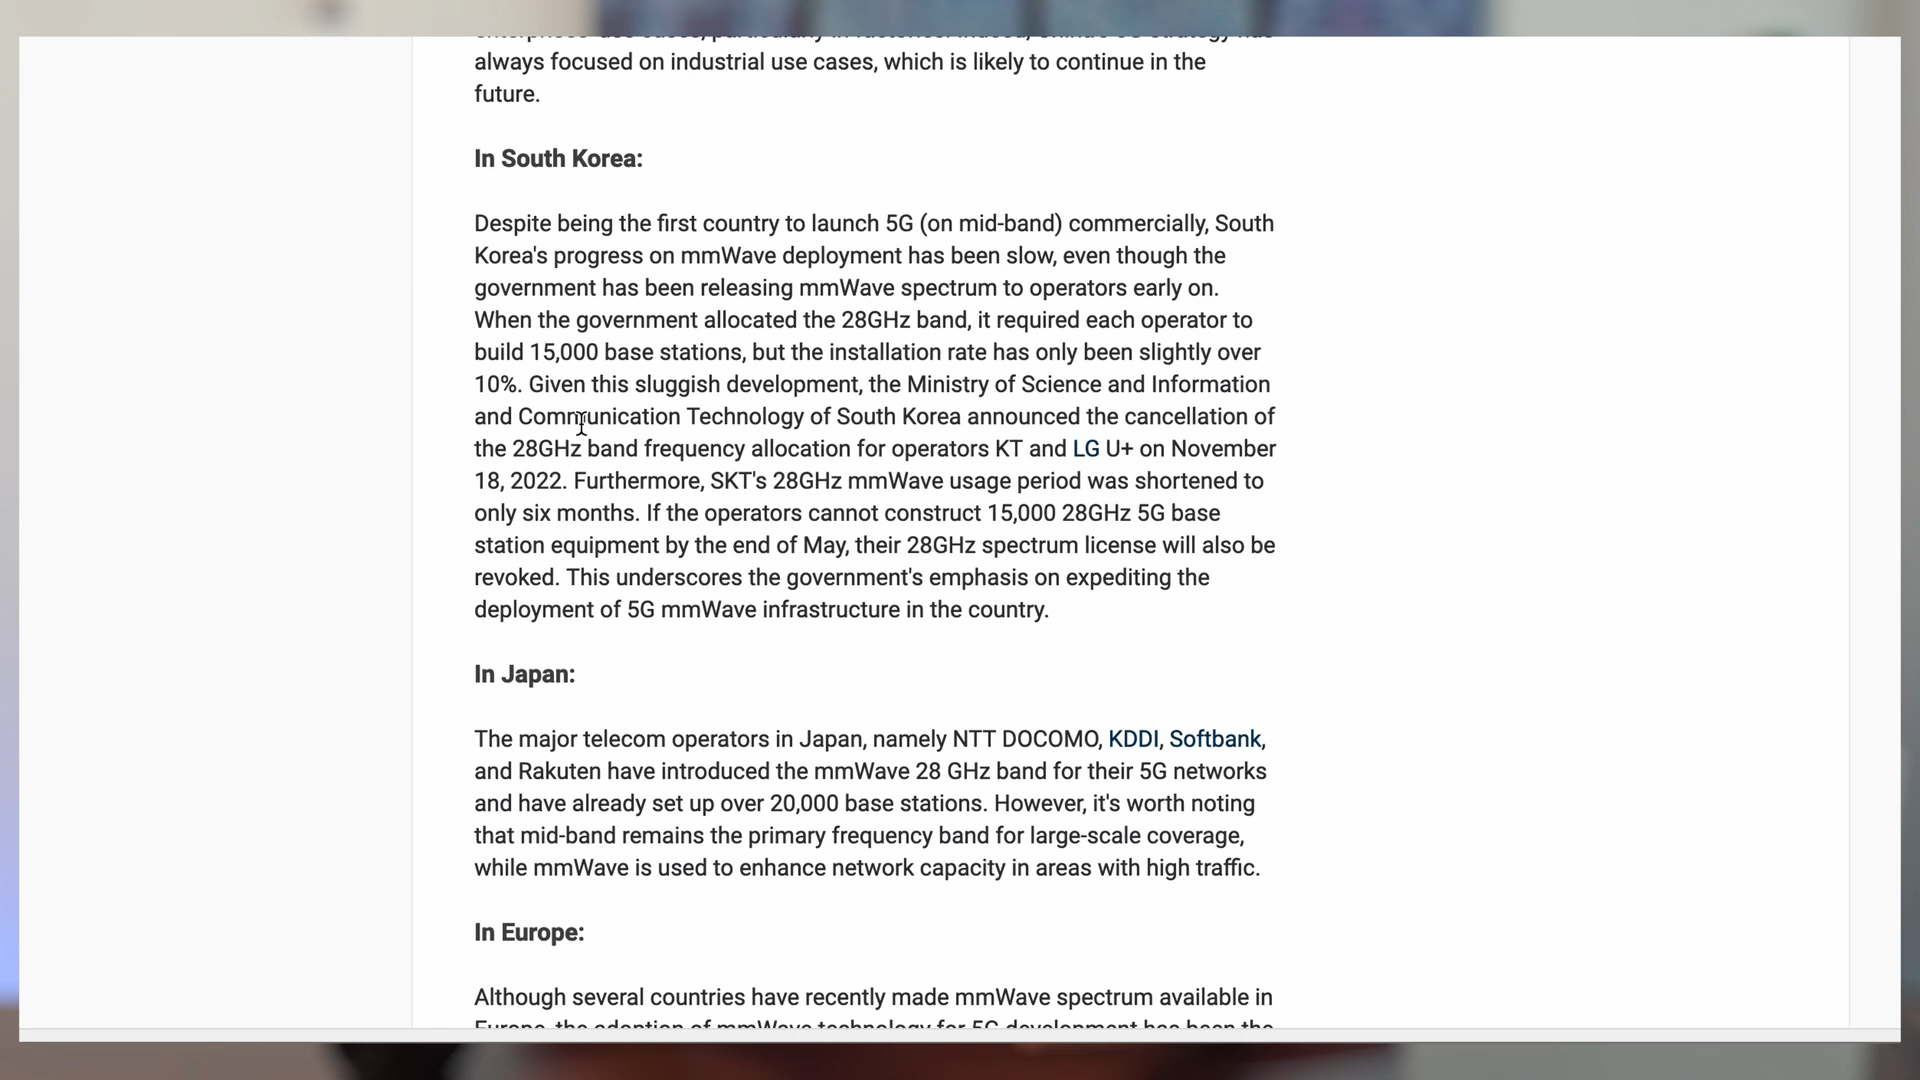 always focused on industrial use cases, which is likely to continue in the
future.
In South Korea:
Despite being the first country to launch 5G (on mid-band) commercially, South
Korea's progress on mmWave deployment has been slow, even though the
government has been releasing mmWave spectrum to operators early on.
When the government allocated the 28GHz band, it required each operator to
build 15,000 base stations, but the installation rate has only been slightly over
10%. Given this sluggish development, the Ministry of Science and Information
and Communication Technology of South Korea announced the cancellation of
the 28GHz band frequency allocation for operators KT and LG U+ on November
18, 2022. Furthermore, SKT's 28GHz mmWave usage period was shortened to
only six months. If the operators cannot construct 15,000 28GHz 5G base
station equipment by the end of May, their 28GHz spectrum license will also be
revoked. This underscores the government's emphasis on expediting the
deployment of 5G mmWave infrastructure in the country.
In Japan:
The major telecom operators in Japan, namely NTT DOCOMO, KDDI, Softbank,
and Rakuten have introduced the mmWave 28 GHz band for their 5G networks
and have already set up over 20,000 base stations. However, it's worth noting
that mid-band remains the primary frequency band for large-scale coverage,
while mmWave is used to enhance network capacity in areas with high traffic.
In Europe:
Although several countries have recently made mmWave spectrum available in
Europe, the adoption of mmWave technology for 5G development has been the